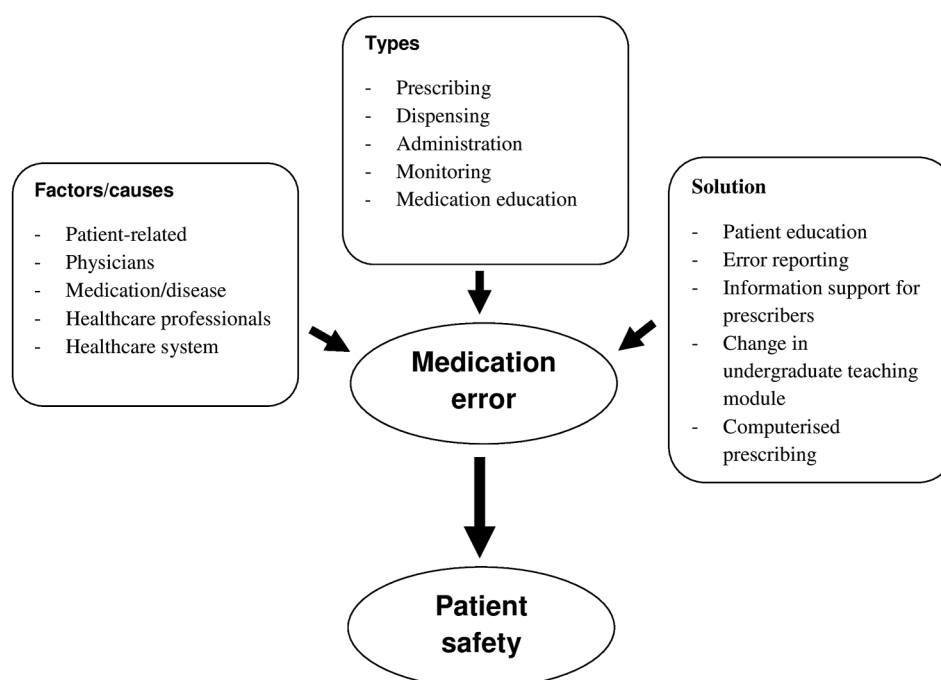 Types
- Prescribing
- Dispensing
- Administration
- Monitoring
- Medication education
Factors/causes
- Patient-related
- Physicians
- Medication/disease
- Healthcare professionals
- Healthcare system
Solution
- Patient education
- Error reporting
- Information support for
prescribers
- Change in
undergraduate teaching
module
- Computerised
prescribing
Medication
error
Patient
safety